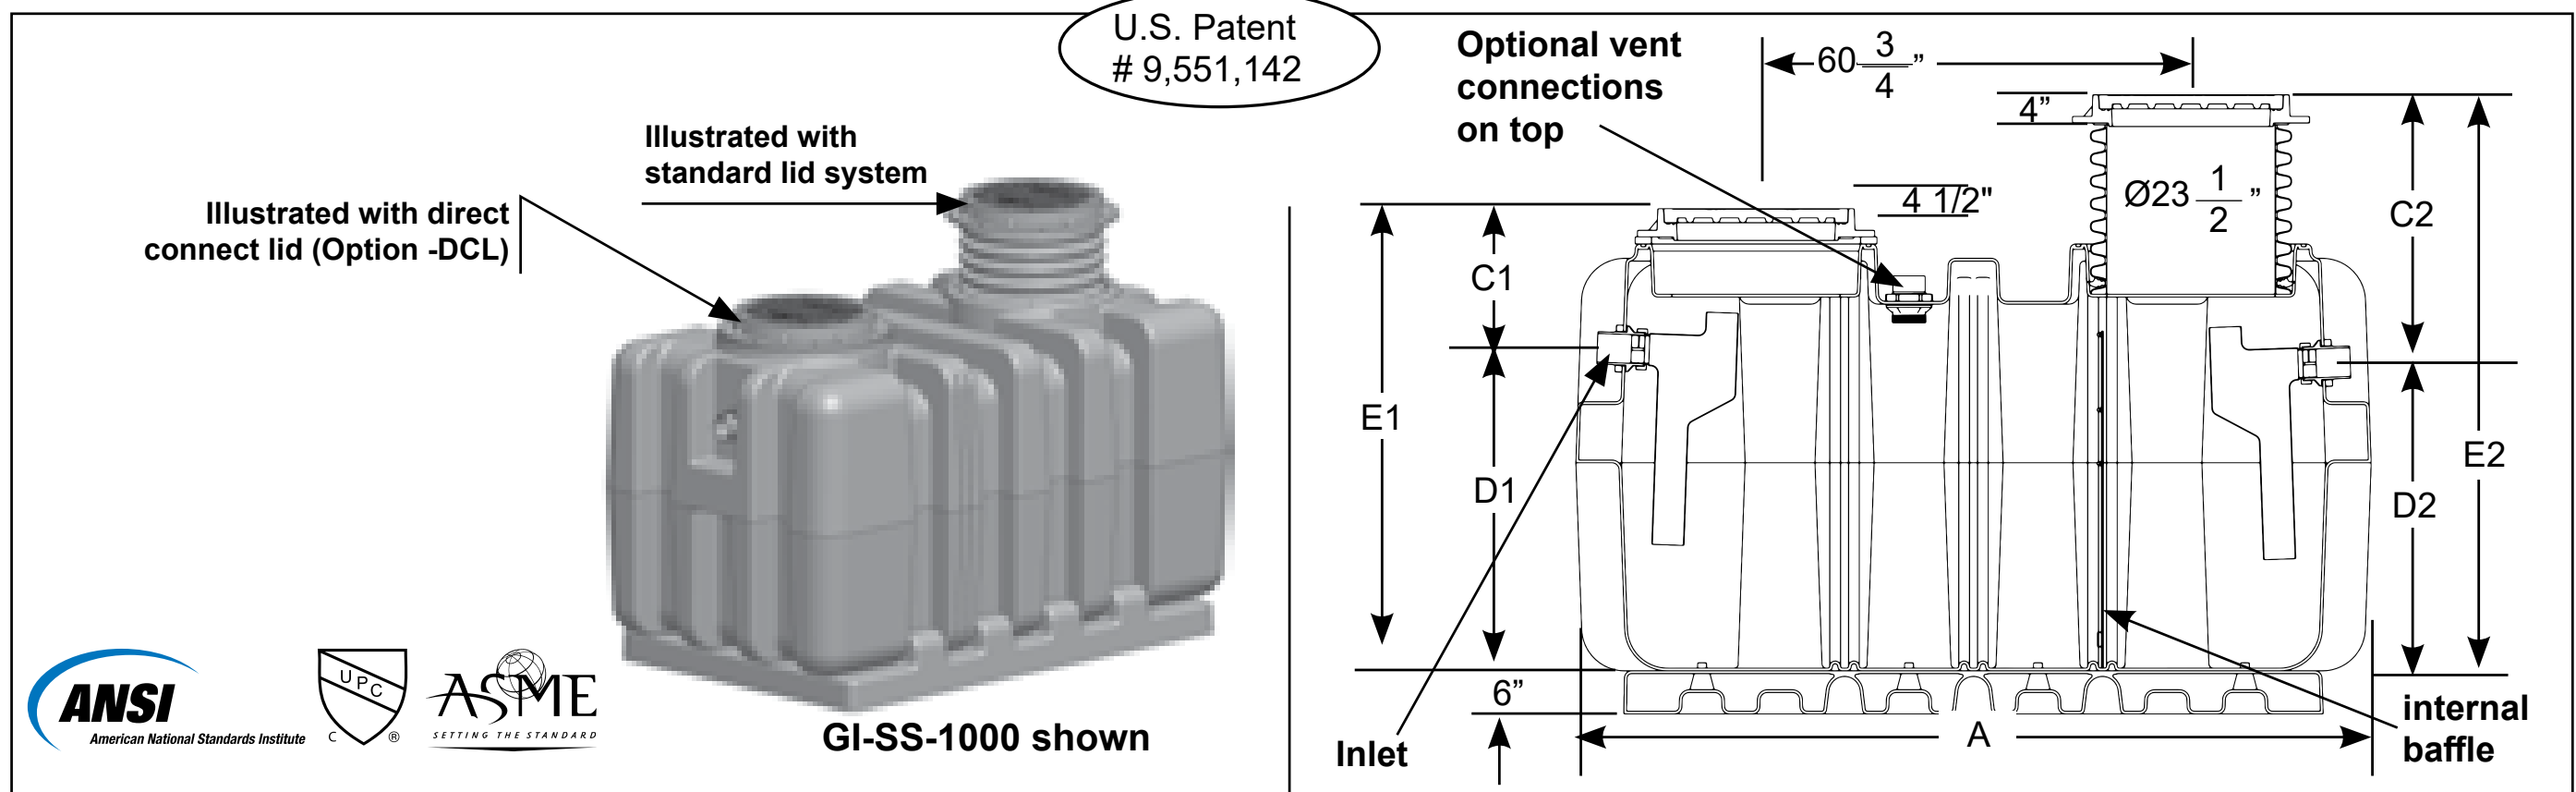 U.S. Patent
# 9,551,142
Illustrated with
standard lid system
Illustrated with direct
connect lid (Option -DCL)
ANSI
American National Standards Institute
UPC
C ®
ASME
SETTING THE STANDARD
GI-SS-1000 shown
Optional vent
connections
on top
60 3/4”
4”
4 1/2"
Ø23 1/2”
C1
C2
E1
D1
E2
D2
6”
A
Inlet
internal
baffle